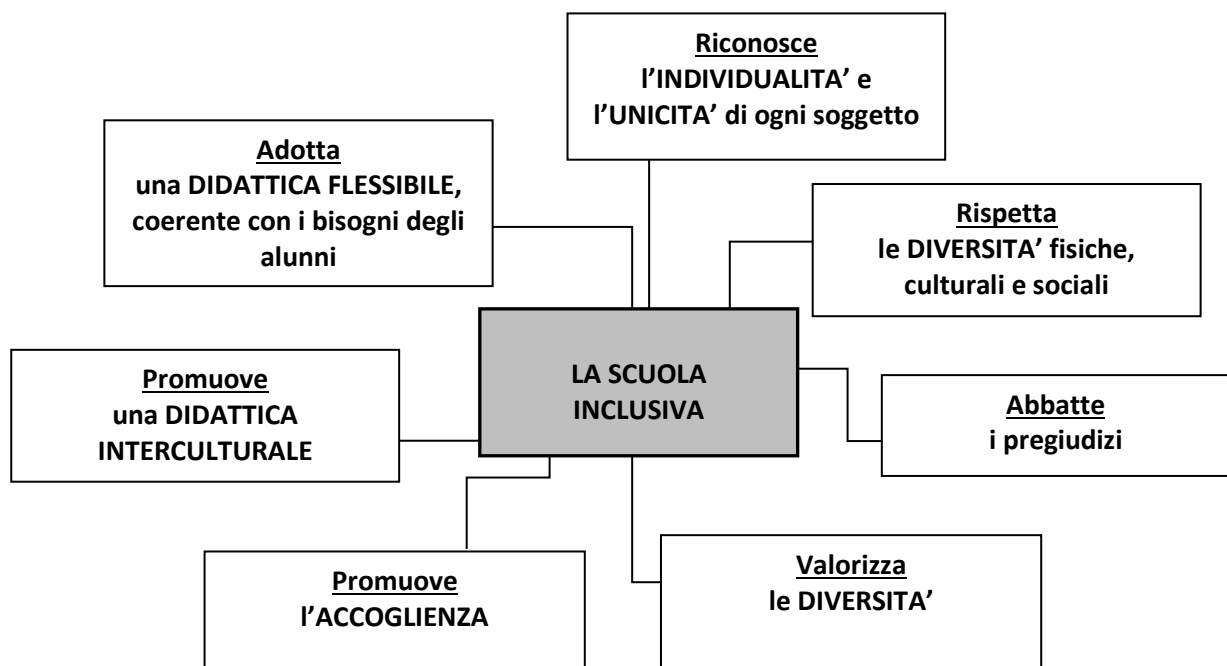 Riconosce
l’INDIVIDUALITA’ e
l’UNICITA’ di ogni soggetto
Adotta
una DIDATTICA FLESSIBILE,
coerente con i bisogni degli
alunni
Rispetta
le DIVERSITA’ fisiche,
culturali e sociali
LA SCUOLA
INCLUSIVA
Promuove
una DIDATTICA
INTERCULTURALE
Abbatte
i pregiudizi
Promuove
l’ACCOGLIENZA
Valorizza
le DIVERSITA’